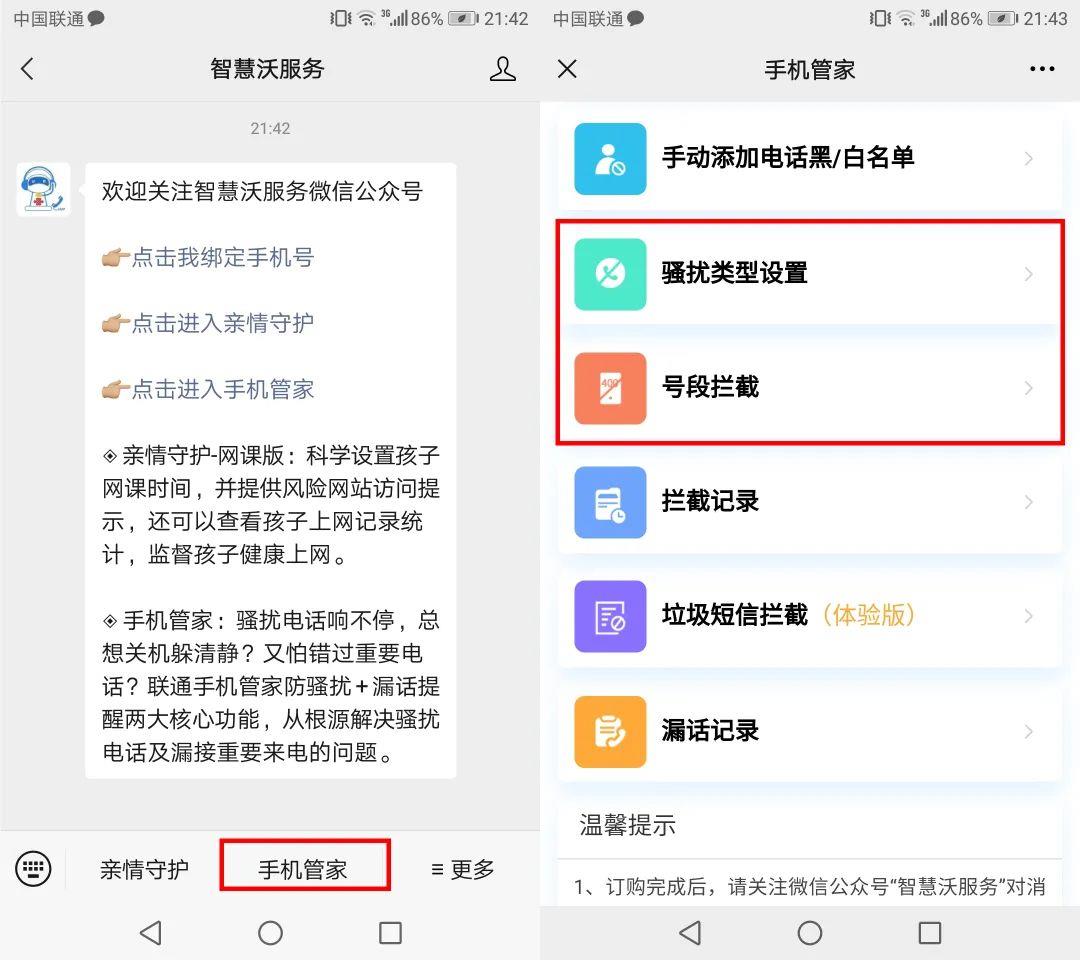 中国联通
3G
86%
21:42
智慧沃服务
21:42
欢迎关注智慧沃服务微信公众号
点击我绑定手机号
点击进入亲情守护
点击进入手机管家
◈ 亲情守护-网课版：科学设置孩子
网课时间，并提供风险网站访问提
示，还可以查看孩子上网记录统
计，监督孩子健康上网。
◈ 手机管家：骚扰电话响不停，总
想关机躲清静？又怕错过重要电
话？联通手机管家防骚扰+漏话提
醒两大核心功能，从根源解决骚扰
电话及漏接重要来电的问题。
亲情守护
手机管家
≡ 更多
中国联通
3G
86%
21:43
手机管家
手动添加电话黑/白名单
骚扰类型设置
400
号段拦截
拦截记录
垃圾短信拦截（体验版）
漏话记录
温馨提示
1、订购完成后，请关注微信公众号“智慧沃服务”对消